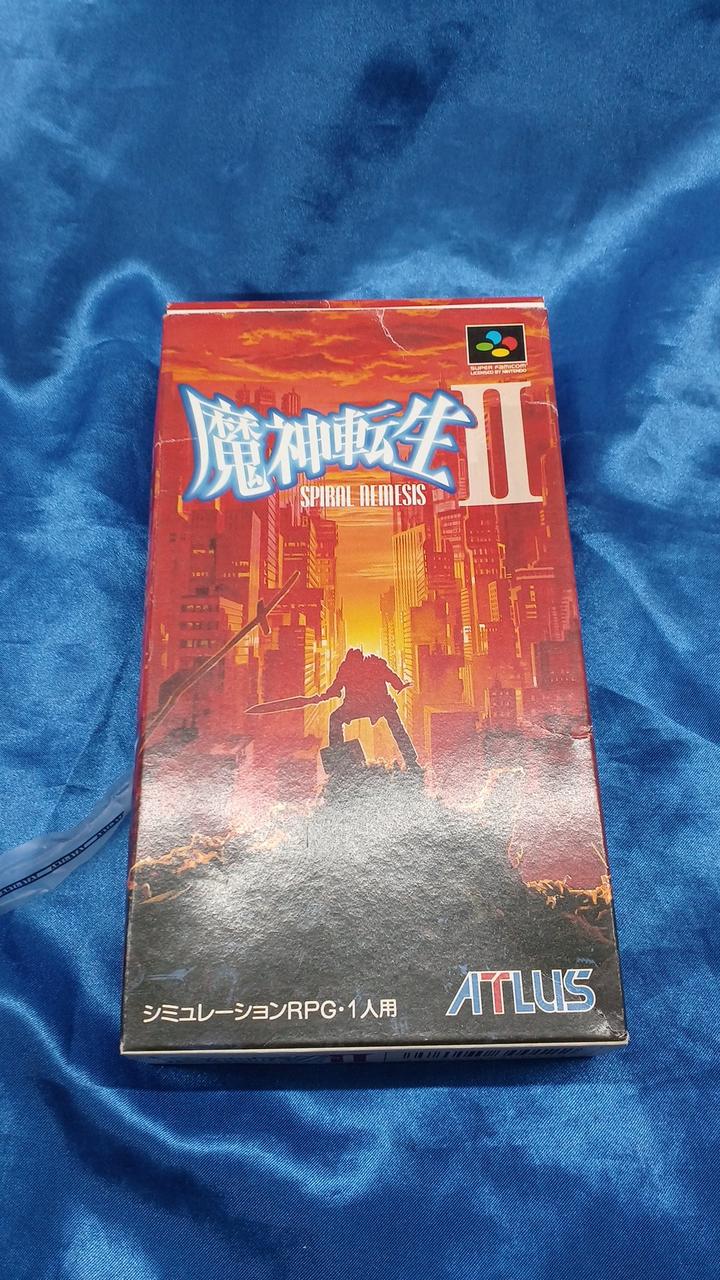 SUPER FAMICOM
LICENSED BY NINTENDO
魔神転生 II
SPIRAL NEMESIS
シミュレーションRPG・1人用
ATLUS